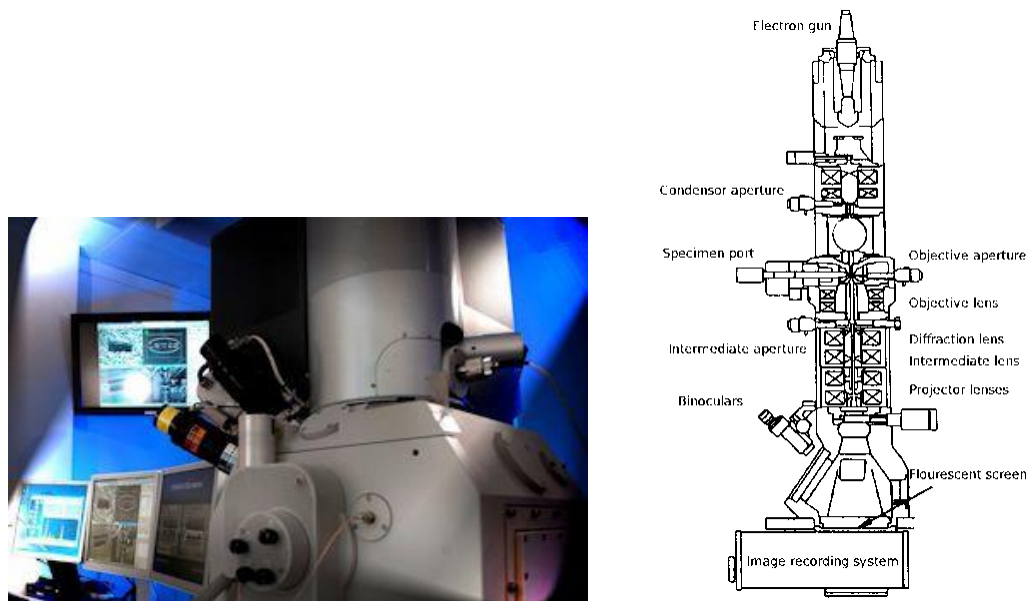 Electron gun
Condensor aperture
Specimen port
Objective aperture
Objective lens
Intermediate aperture
Diffraction lens
Intermediate lens
Projector lenses
Binoculars
Flourescent screen
Image recording system